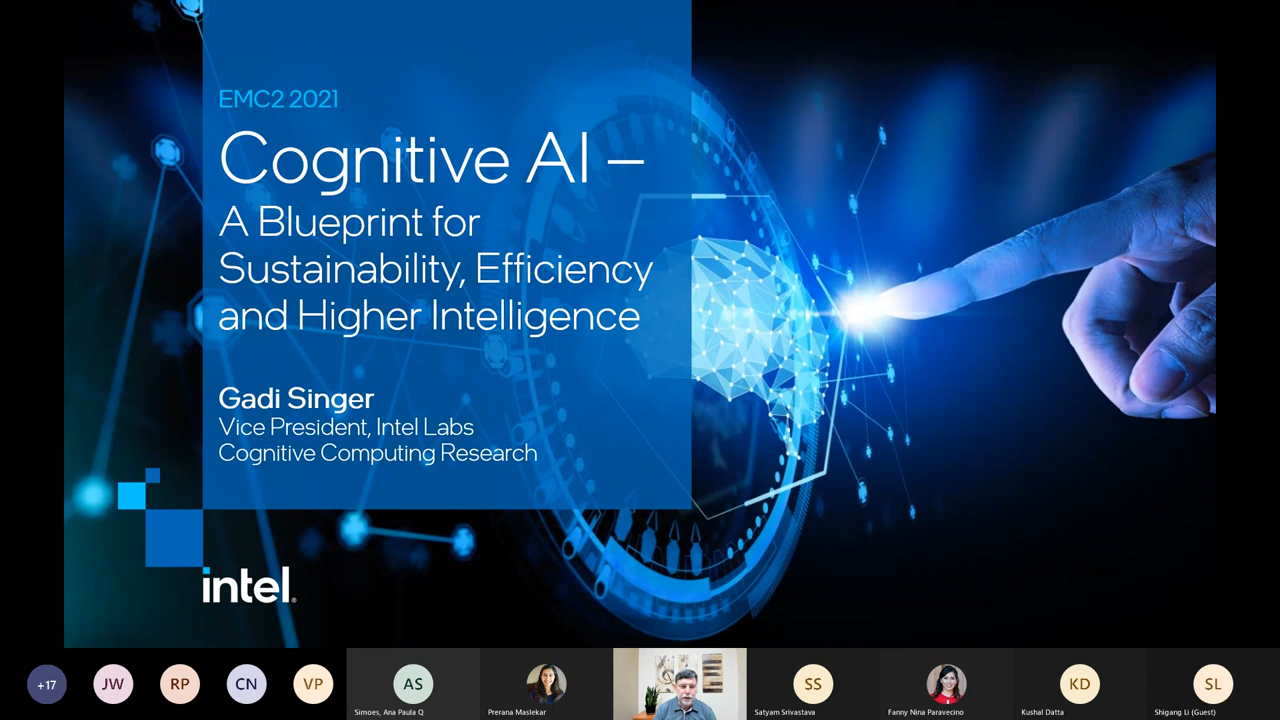 EMC2 2021
Cognitive AI –
A Blueprint for
Sustainability, Efficiency
and Higher Intelligence
Gadi Singer
Vice President, Intel Labs
Cognitive Computing Research
intel®
+17
JW
RP
CN
VP
AS
SS
KD
SL
Simoes, Ana Paula Q
Prerana Maslekar
Satyam Srivastava
Fanny Nina Paravecino
Kushal Datta
Shigang Li (Guest)